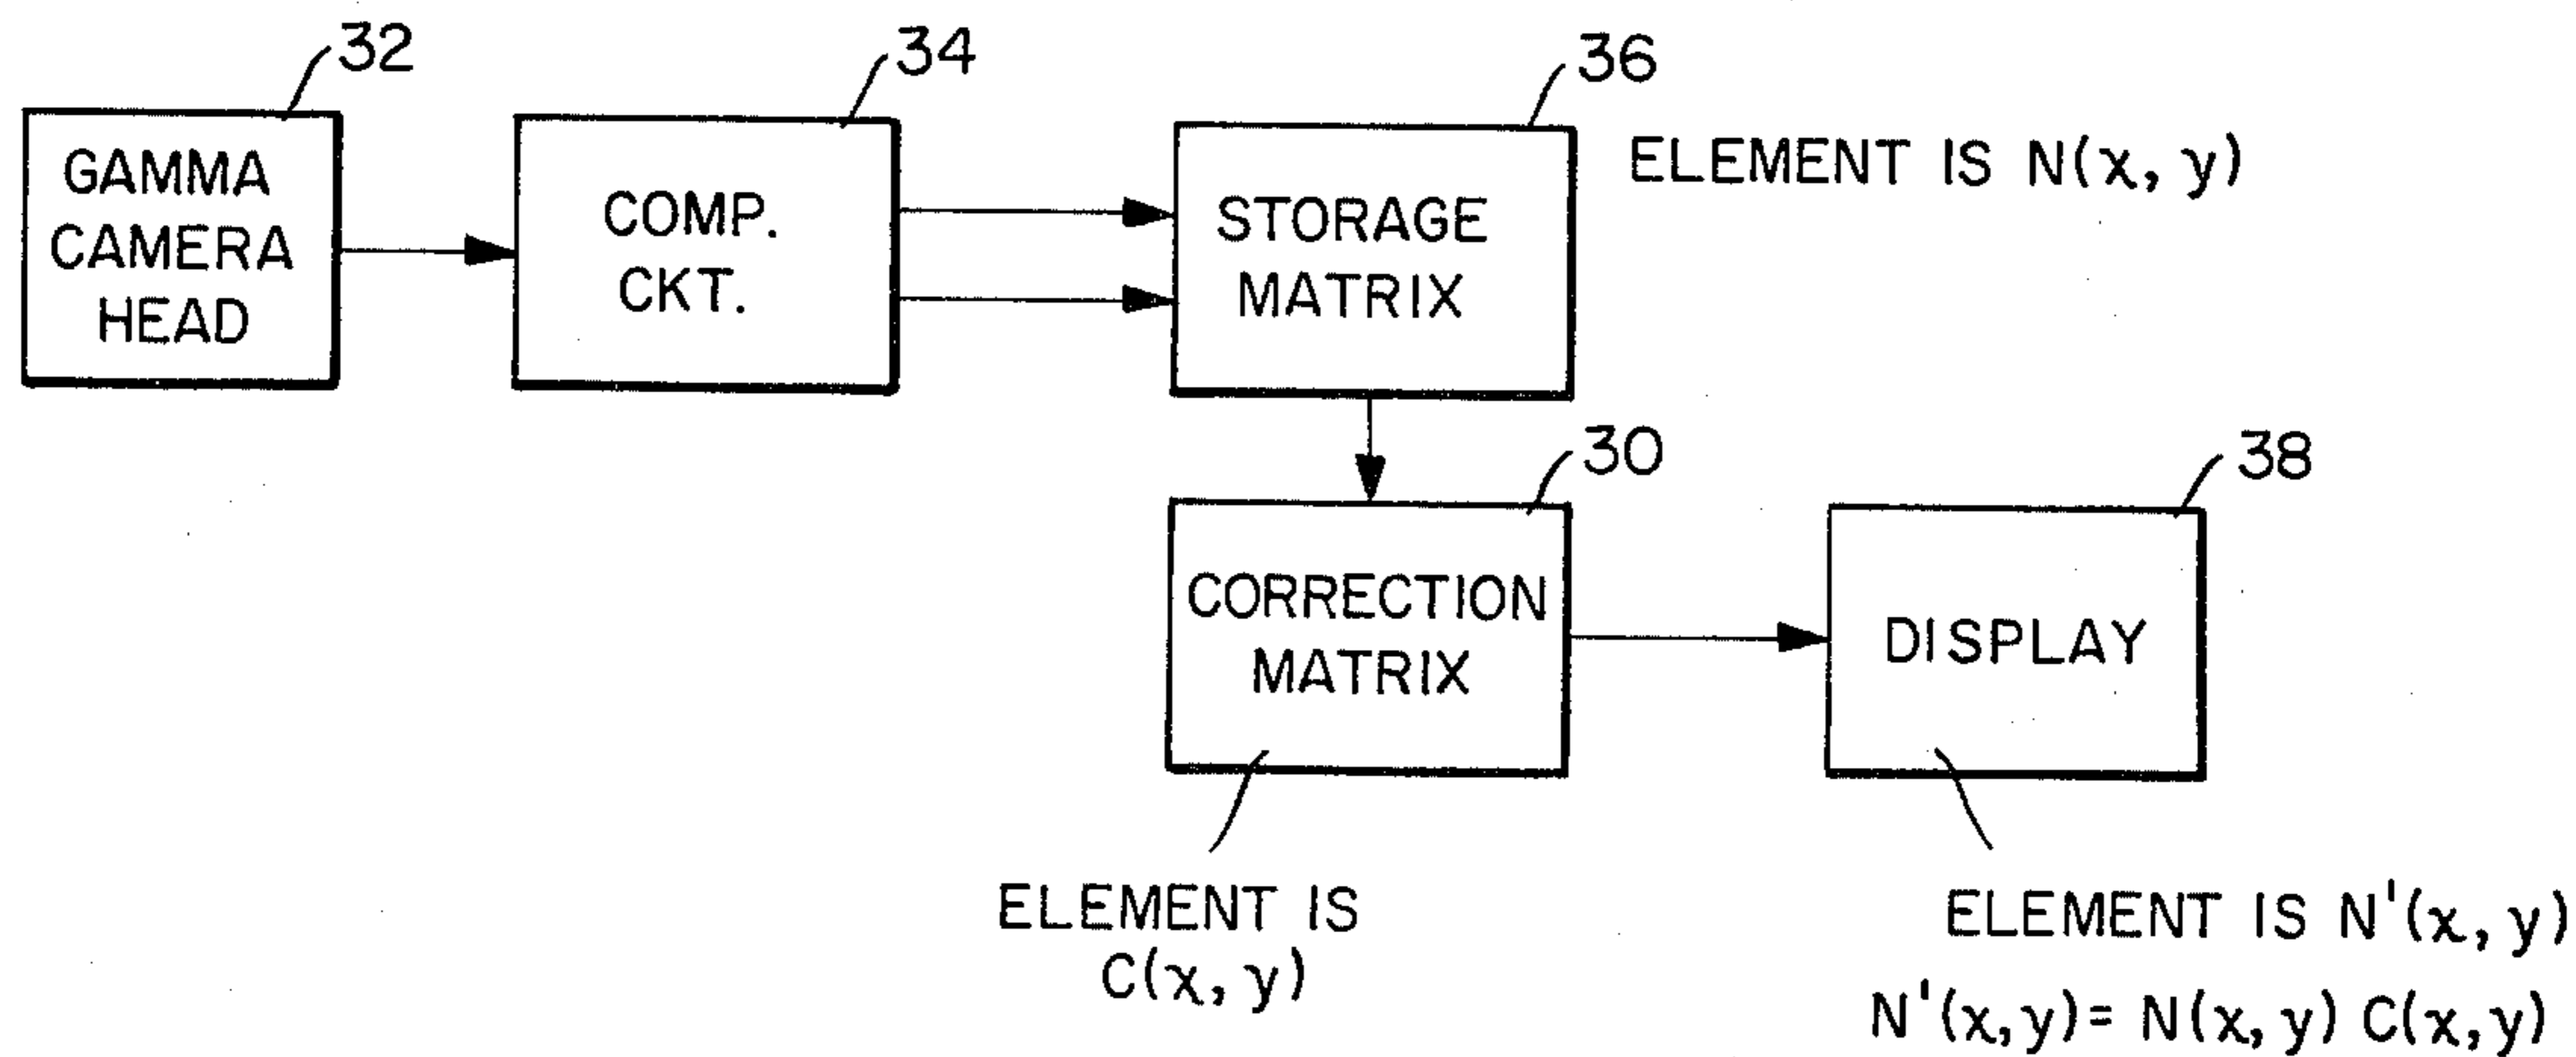 32
GAMMA
CAMERA
HEAD
34
COMP.
CKT.
36
STORAGE
MATRIX
ELEMENT IS N(x, y)
30
CORRECTION
MATRIX
38
DISPLAY
ELEMENT IS
C(x, y)
ELEMENT IS N'(x, y)
N'(x,y)= N(x, y) C(x,y)